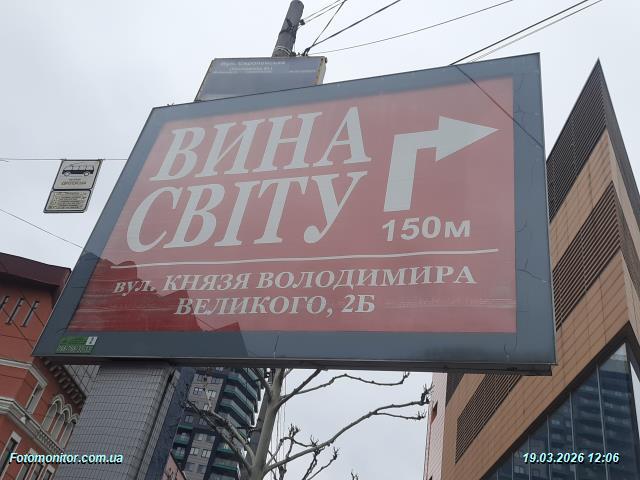 ВИНА
СВІТУ
150м
вул. КНЯЗЯ ВОЛОДИМИРА
ВЕЛИКОГО, 2Б
Fotomonitor.com.ua
19.03.2026 12:06